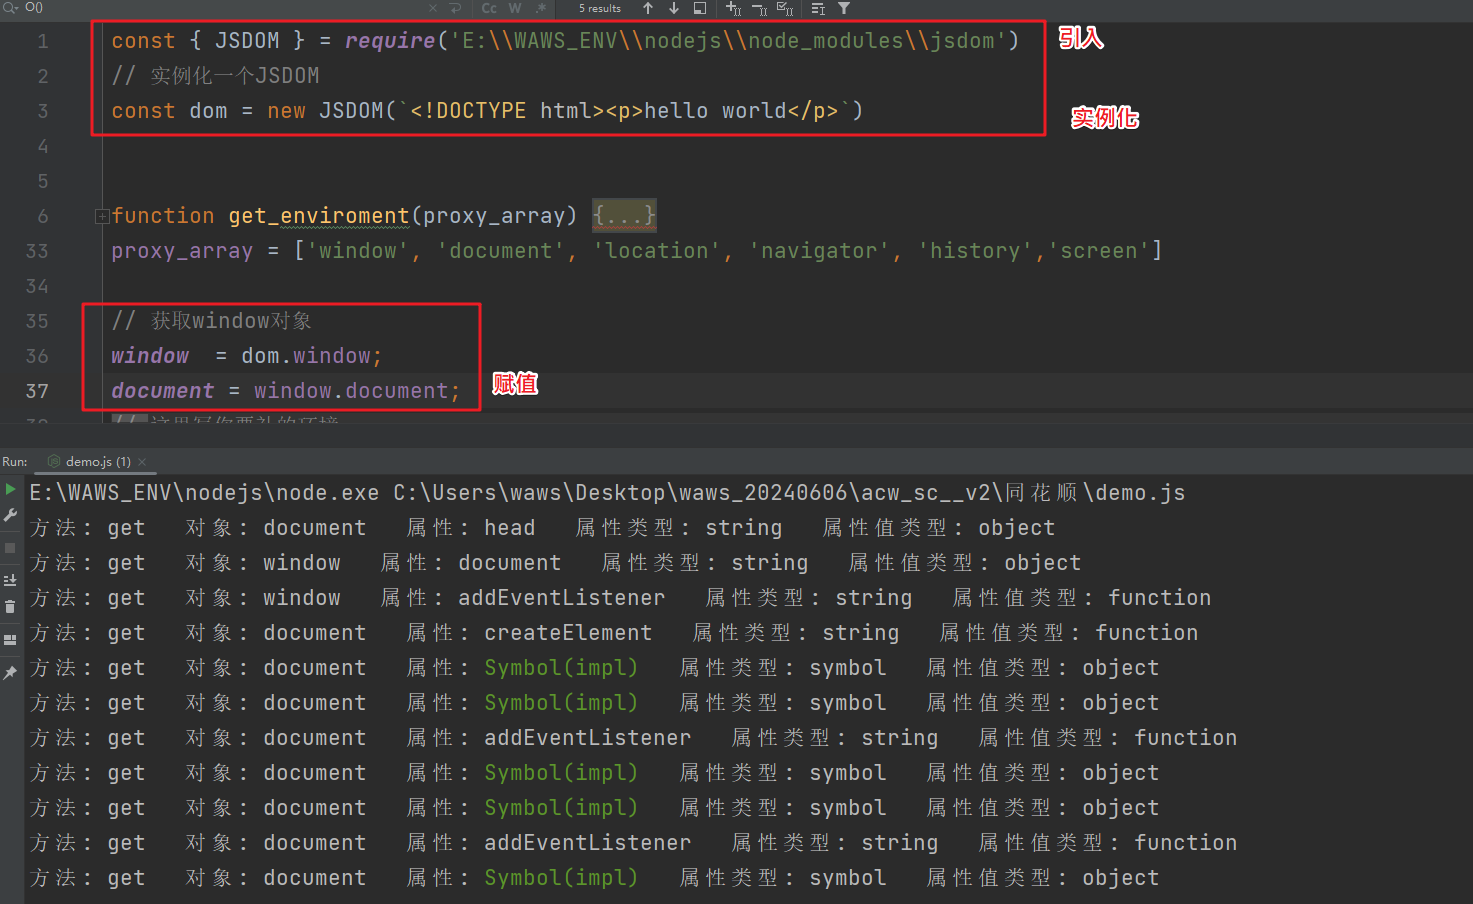 O()
Cc W .* 5 results
1 const { JSDOM } = require('E:\\WAWS_ENV\\nodejs\\node_modules\\jsdom') 引入
2 // 实例化一个JSDOM
3 const dom = new JSDOM(`<!DOCTYPE html><p>hello world</p>`) 实例化
4
5
6 function get_enviroment(proxy_array) {...}
33 proxy_array = ['window', 'document', 'location', 'navigator', 'history','screen']
34
35 // 获取window对象
36 window  = dom.window;
37 document = window.document; 赋值
38 // 这里写你要补的环境
Run: demo.js (1)
E:\WAWS_ENV\nodejs\node.exe C:\Users\waws\Desktop\waws_20240606\acw_sc__v2\同花顺\demo.js
方法: get 对象: document 属性: head 属性类型: string 属性值类型: object
方法: get 对象: window 属性: document 属性类型: string 属性值类型: object
方法: get 对象: window 属性: addEventListener 属性类型: string 属性值类型: function
方法: get 对象: document 属性: createElement 属性类型: string 属性值类型: function
方法: get 对象: document 属性: Symbol(impl) 属性类型: symbol 属性值类型: object
方法: get 对象: document 属性: Symbol(impl) 属性类型: symbol 属性值类型: object
方法: get 对象: document 属性: addEventListener 属性类型: string 属性值类型: function
方法: get 对象: document 属性: Symbol(impl) 属性类型: symbol 属性值类型: object
方法: get 对象: document 属性: Symbol(impl) 属性类型: symbol 属性值类型: object
方法: get 对象: document 属性: addEventListener 属性类型: string 属性值类型: function
方法: get 对象: document 属性: Symbol(impl) 属性类型: symbol 属性值类型: object